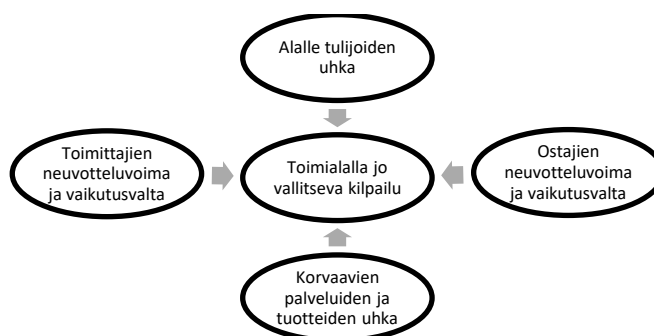 Alalle tulijoiden
uhka
Toimittajien
neuvotteluvoima
ja vaikutusvalta
Toimialalla jo
vallitseva kilpailu
Ostajien
neuvotteluvoima
ja vaikutusvalta
Korvaavien
palveluiden ja
tuotteiden uhka